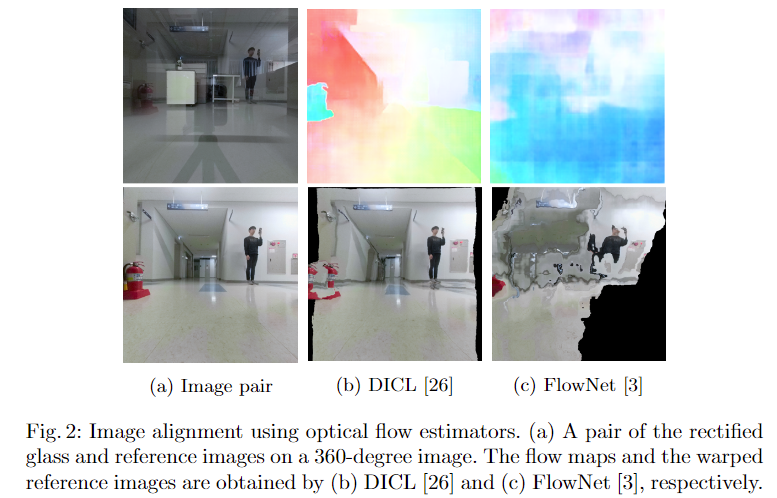 (a) Image pair
(b) DICL [26]
(c) FlowNet [3]
Fig. 2: Image alignment using optical flow estimators. (a) A pair of the rectified
glass and reference images on a 360-degree image. The flow maps and the warped
reference images are obtained by (b) DICL [26] and (c) FlowNet [3], respectively.